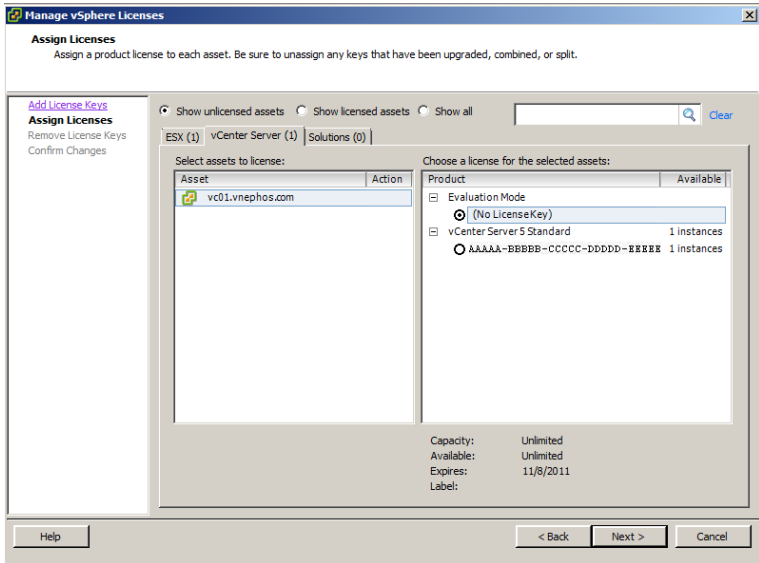 Manage vSphere Licenses
Assign Licenses
Assign a product license to each asset. Be sure to unassign any keys that have been upgraded, combined, or split.
Add License Keys
Assign Licenses
Remove License Keys
Confirm Changes
Show unlicensed assets Show licensed assets Show all Clear
ESX (1) vCenter Server (1) Solutions (0)
Select assets to license: Choose a license for the selected assets:
Asset Action Product Available
vc01.vnephos.com Evaluation Mode
(No License Key)
vCenter Server 5 Standard 1 instances
AAAAA-BBBBB-CCCCC-DDDDD-EEEEE 1 instances
Capacity: Unlimited
Available: Unlimited
Expires: 11/8/2011
Label:
Help < Back Next > Cancel